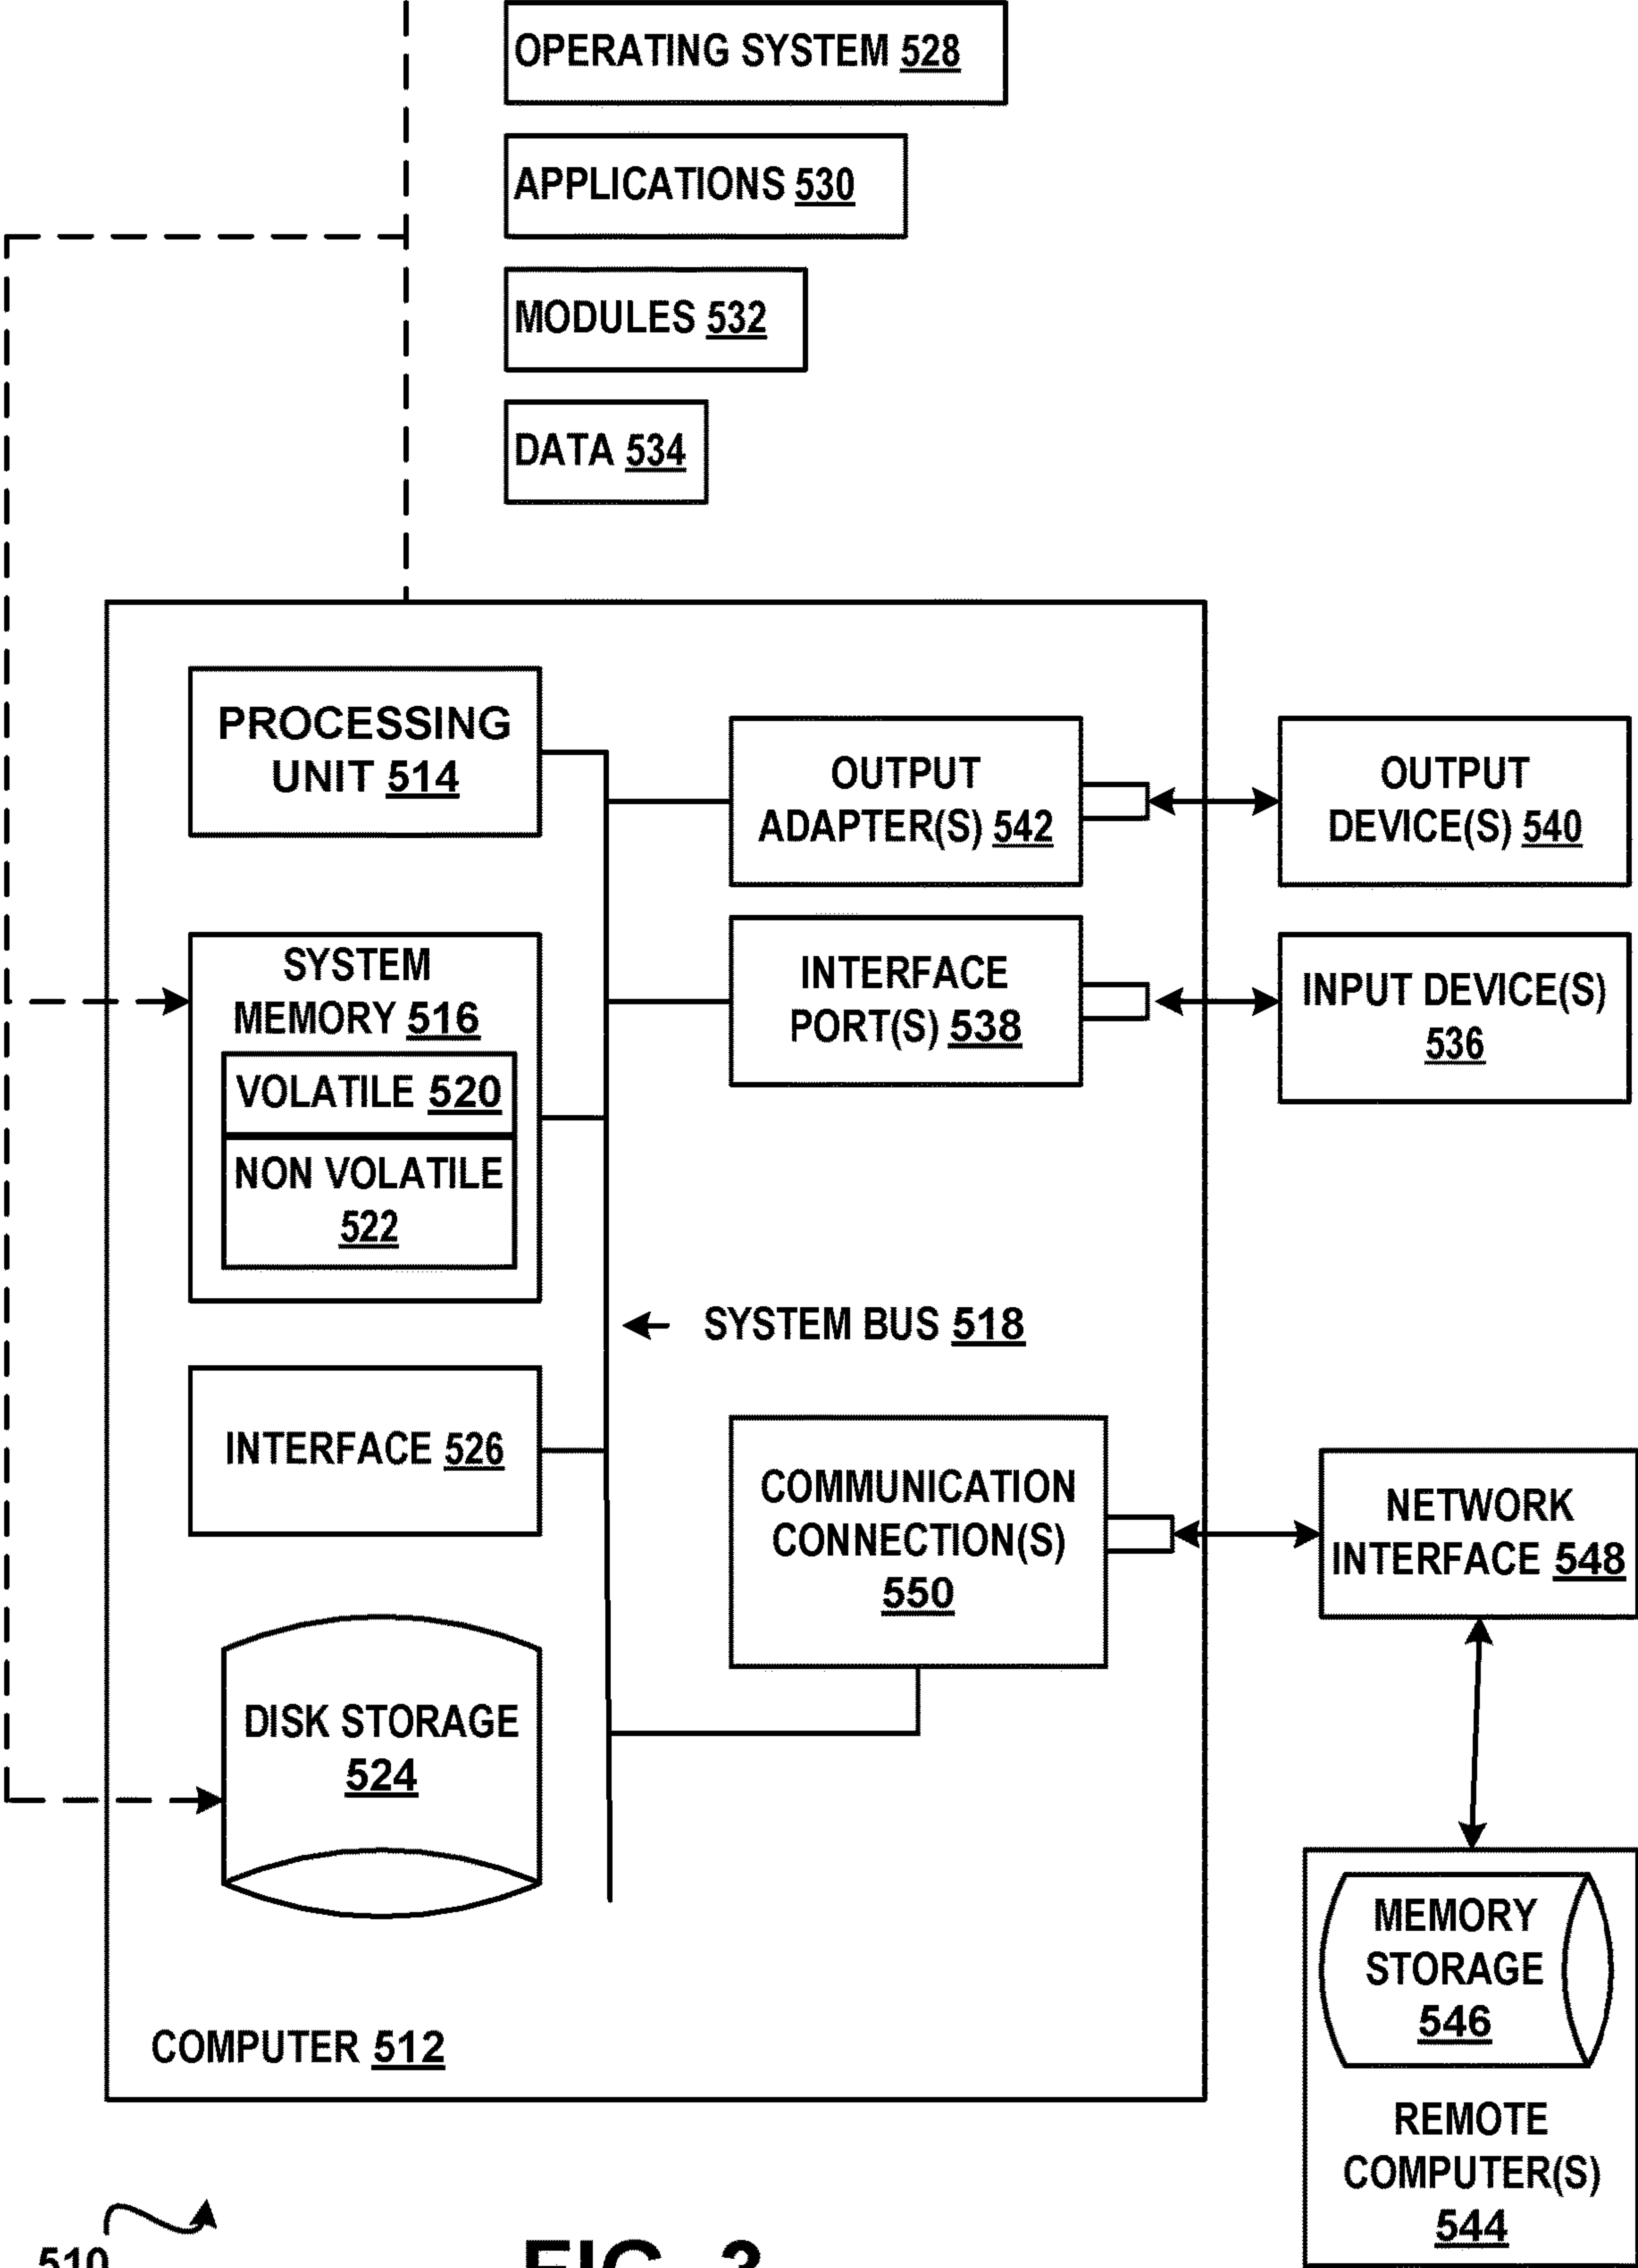 OPERATING SYSTEM 528
APPLICATIONS 530
MODULES 532
DATA 534
PROCESSING
UNIT 514
OUTPUT
ADAPTER(S) 542
OUTPUT
DEVICE(S) 540
SYSTEM
MEMORY 516
VOLATILE 520
NON VOLATILE
522
INTERFACE
PORT(S) 538
INPUT DEVICE(S)
536
SYSTEM BUS 518
INTERFACE 526
COMMUNICATION
CONNECTION(S)
550
NETWORK
INTERFACE 548
DISK STORAGE
524
MEMORY
STORAGE
546
REMOTE
COMPUTER(S)
544
COMPUTER 512
510
FIG. 3